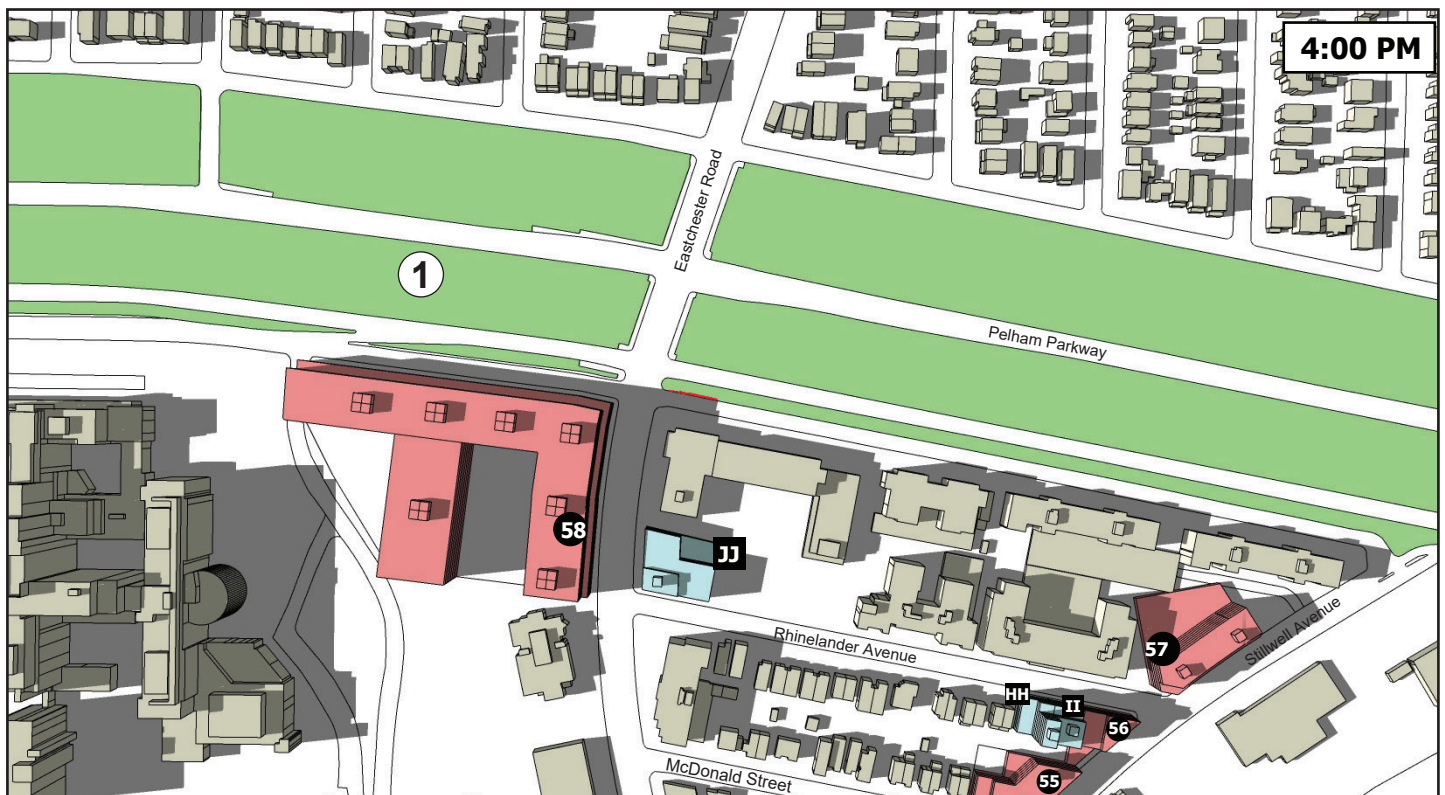 4:00 PM
Eastchester Road
1
Pelham Parkway
58
JJ
Rhinelander Avenue
57
Stillwell Avenue
HH
II
56
55
McDonald Street